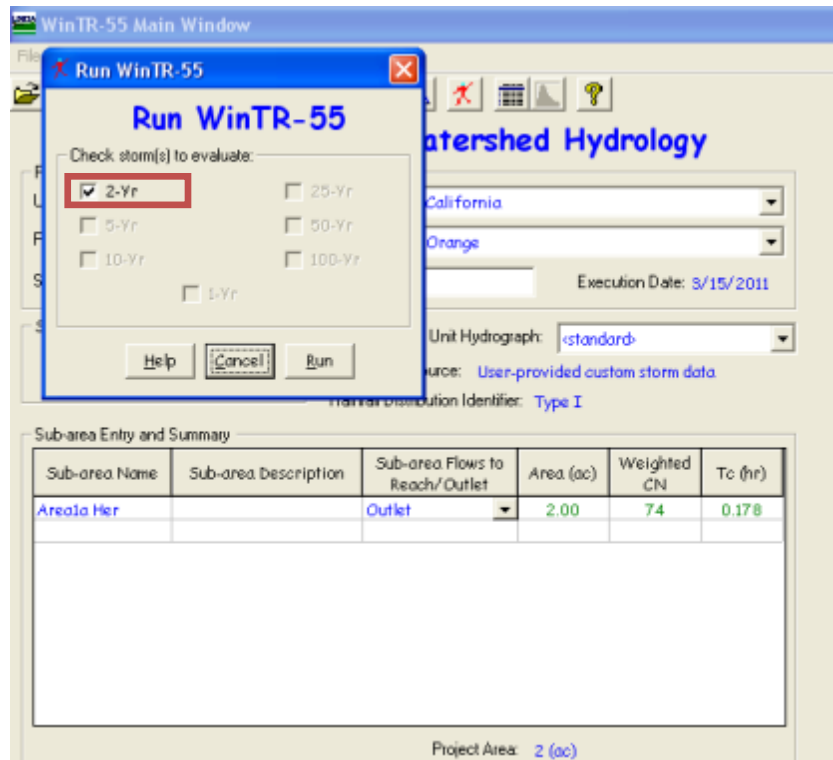 WinTR-55 Main Window
File
Run WinTR-55
Run WinTR-55
Check storm(s) to evaluate:
2-Yr
25-Yr
5-Yr
50-Yr
10-Yr
100-Yr
1-Yr
Help Cancel Run
atershed Hydrology
California
Orange
Execution Date: 3/15/2011
Unit Hydrograph: <standard>
urce: User-provided custom storm data
Distribution Identifier: Type I
Sub-area Entry and Summary
Sub-area Name Sub-area Description Sub-area Flows to Reach/Outlet Area (ac) Weighted CN Tc (hr)
Area1a Her Outlet 2.00 74 0.178
Project Area: 2 (ac)